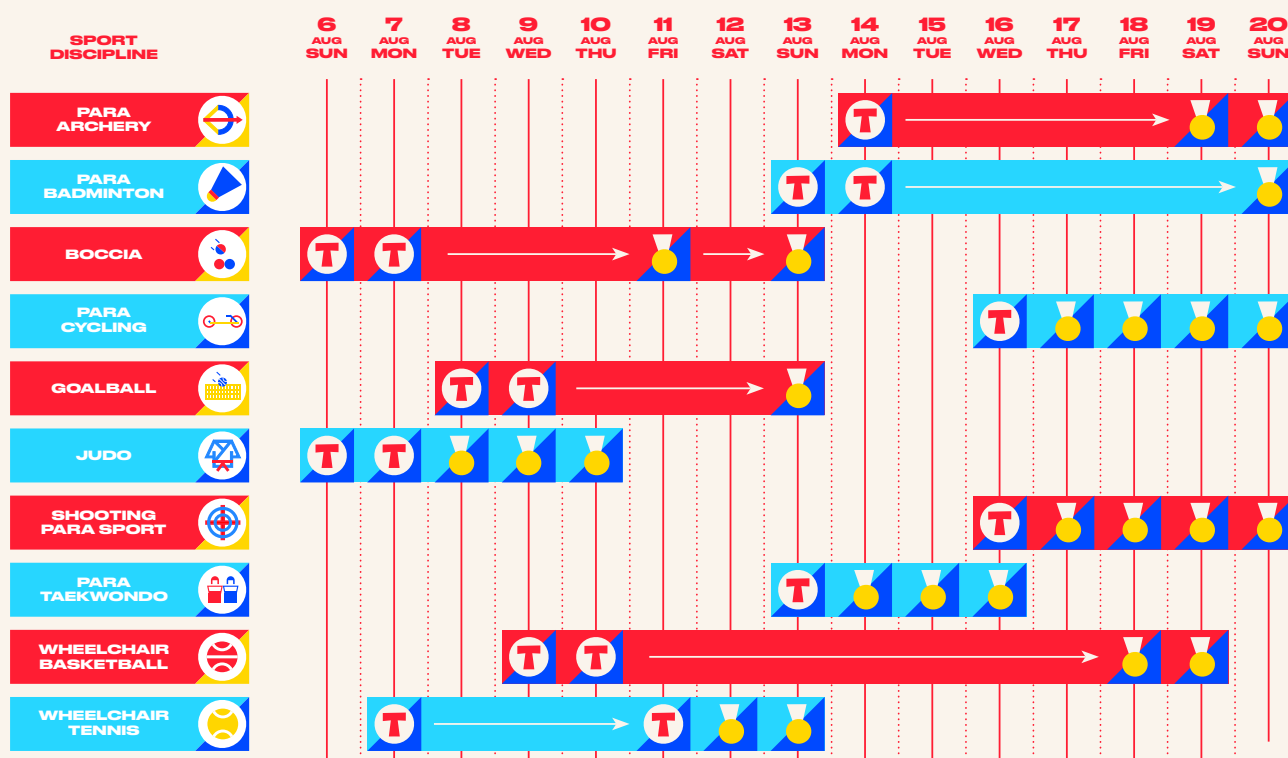 SPORT
DISCIPLINE
6 7 8 9 10 11 12 13 14 15 16 17 18 19 20
AUG AUG AUG AUG AUG AUG AUG AUG AUG AUG AUG AUG AUG AUG AUG
SUN MON TUE WED THU FRI SAT SUN MON TUE WED THU FRI SAT SUN
PARA
ARCHERY
T
PARA
BADMINTON
T T
BOCCIA
T T
PARA
CYCLING
T
GOALBALL
T T
JUDO
T T
SHOOTING
PARA SPORT
T
PARA
TAEKWONDO
T
WHEELCHAIR
BASKETBALL
T T
WHEELCHAIR
TENNIS
T T